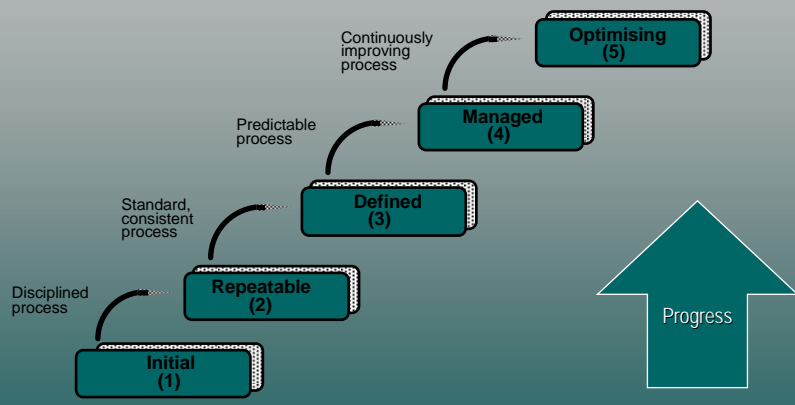 Continuously
improving
process
Optimising
(5)
Predictable
process
Managed
(4)
Standard,
consistent
process
Defined
(3)
Disciplined
process
Repeatable
(2)
Progress
Initial
(1)